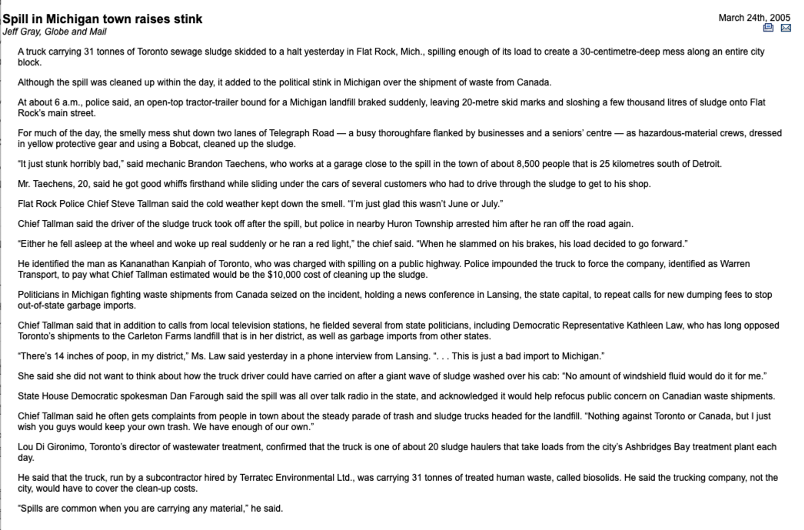 Spill in Michigan town raises stink
March 24th, 2005
Jeff Gray, Globe and Mail
A truck carrying 31 tonnes of Toronto sewage sludge skidded to a halt yesterday in Flat Rock, Mich., spilling enough of its load to create a 30-centimetre-deep mess along an entire city
block.
Although the spill was cleaned up within the day, it added to the political stink in Michigan over the shipment of waste from Canada.
At about 6 a.m., police said, an open-top tractor-trailer bound for a Michigan landfill braked suddenly, leaving 20-metre skid marks and sloshing a few thousand litres of sludge onto Flat
Rock's main street.
For much of the day, the smelly mess shut down two lanes of Telegraph Road — a busy thoroughfare flanked by businesses and a seniors' centre — as hazardous-material crews, dressed
in yellow protective gear and using a Bobcat, cleaned up the sludge.
"It just stunk horribly bad," said mechanic Brandon Taechens, who works at a garage close to the spill in the town of about 8,500 people that is 25 kilometres south of Detroit.
Mr. Taechens, 20, said he got good whiffs firsthand while sliding under the cars of several customers who had to drive through the sludge to get to his shop.
Flat Rock Police Chief Steve Tallman said the cold weather kept down the smell. "I'm just glad this wasn't June or July."
Chief Tallman said the driver of the sludge truck took off after the spill, but police in nearby Huron Township arrested him after he ran off the road again.
"Either he fell asleep at the wheel and woke up real suddenly or he ran a red light," the chief said. "When he slammed on his brakes, his load decided to go forward."
He identified the man as Kananathan Kanpiah of Toronto, who was charged with spilling on a public highway. Police impounded the truck to force the company, identified as Warren
Transport, to pay what Chief Tallman estimated would be the $10,000 cost of cleaning up the sludge.
Politicians in Michigan fighting waste shipments from Canada seized on the incident, holding a news conference in Lansing, the state capital, to repeat calls for new dumping fees to stop
out-of-state garbage imports.
Chief Tallman said that in addition to calls from local television stations, he fielded several from state politicians, including Democratic Representative Kathleen Law, who has long opposed
Toronto's shipments to the Carleton Farms landfill that is in her district, as well as garbage imports from other states.
"There's 14 inches of poop, in my district," Ms. Law said yesterday in a phone interview from Lansing. ". . . This is just a bad import to Michigan."
She said she did not want to think about how the truck driver could have carried on after a giant wave of sludge washed over his cab: "No amount of windshield fluid would do it for me."
State House Democratic spokesman Dan Farough said the spill was all over talk radio in the state, and acknowledged it would help refocus public concern on Canadian waste shipments.
Chief Tallman said he often gets complaints from people in town about the steady parade of trash and sludge trucks headed for the landfill. "Nothing against Toronto or Canada, but I just
wish you guys would keep your own trash. We have enough of our own."
Lou Di Gironimo, Toronto's director of wastewater treatment, confirmed that the truck is one of about 20 sludge haulers that take loads from the city's Ashbridges Bay treatment plant each
day.
He said that the truck, run by a subcontractor hired by Terratec Environmental Ltd., was carrying 31 tonnes of treated human waste, called biosolids. He said the trucking company, not the
city, would have to cover the clean-up costs.
"Spills are common when you are carrying any material," he said.